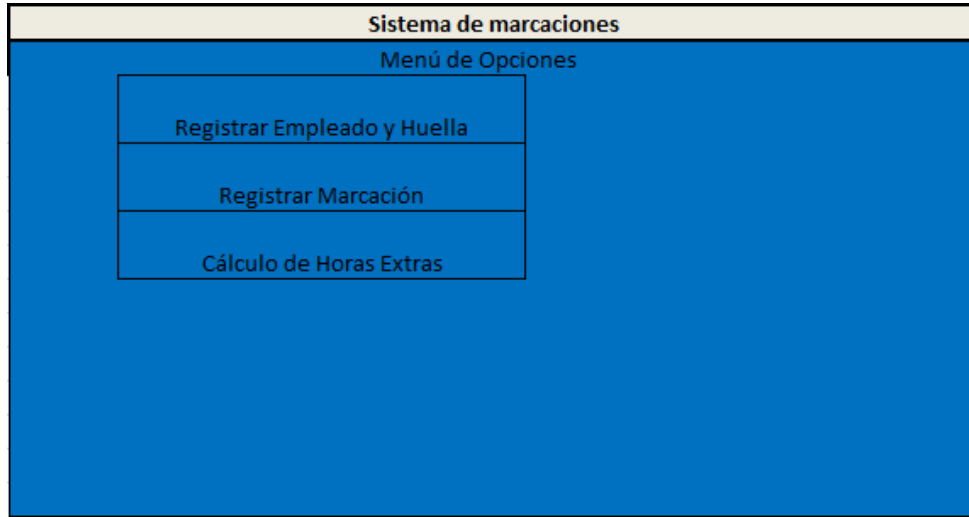 Sistema de marcaciones
Menú de Opciones
Registrar Empleado y Huella
Registrar Marcación
Cálculo de Horas Extras